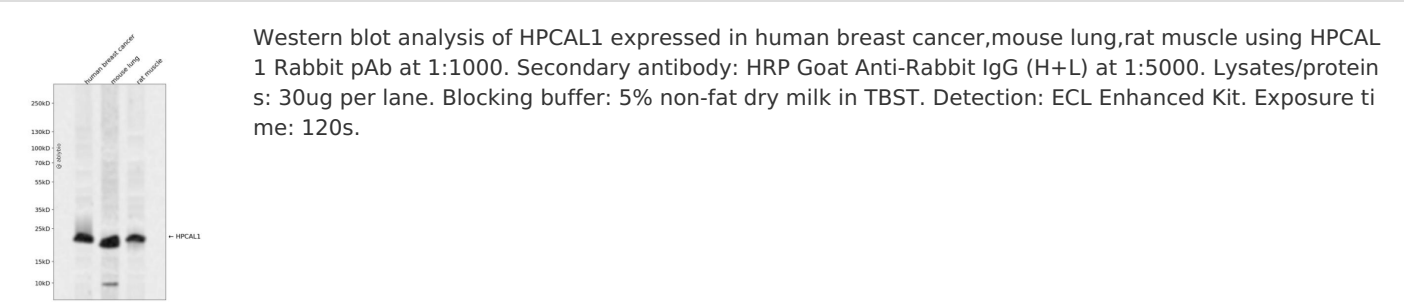 Western blot analysis of HPCAL1 expressed in human breast cancer,mouse lung,rat muscle using HPCAL
1 Rabbit pAb at 1:1000. Secondary antibody: HRP Goat Anti-Rabbit IgG (H+L) at 1:5000. Lysates/protein
s: 30ug per lane. Blocking buffer: 5% non-fat dry milk in TBST. Detection: ECL Enhanced Kit. Exposure ti
me: 120s.
human breast cancer
mouse lung
rat muscle
250kD
130kD
100kD
70kD
55kD
35kD
25kD
← HPCAL1
15kD
10kD